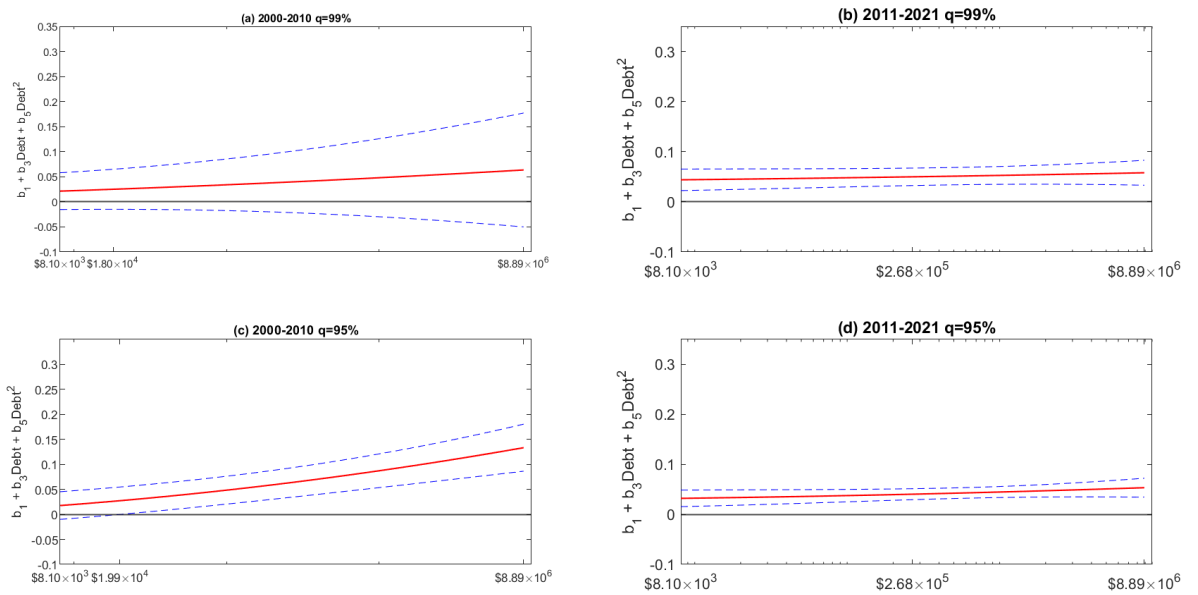 (a) 2000-2010 q=99%
b₁ + b₃Debt + b₅Debt²
0.35
0.3
0.25
0.2
0.15
0.1
0.05
0
-0.05
-0.1
$8.10×10³ $1.80×10⁴ $8.89×10⁶
(b) 2011-2021 q=99%
b₁ + b₃Debt + b₅Debt²
0.3
0.2
0.1
0
-0.1
$8.10×10³ $2.68×10⁵ $8.89×10⁶
(c) 2000-2010 q=95%
b₁ + b₃Debt + b₅Debt²
0.3
0.25
0.2
0.15
0.1
0.05
0
-0.05
-0.1
$8.10×10³ $1.99×10⁴ $8.89×10⁶
(d) 2011-2021 q=95%
b₁ + b₃Debt + b₅Debt²
0.3
0.2
0.1
0
-0.1
$8.10×10³ $2.68×10⁵ $8.89×10⁶